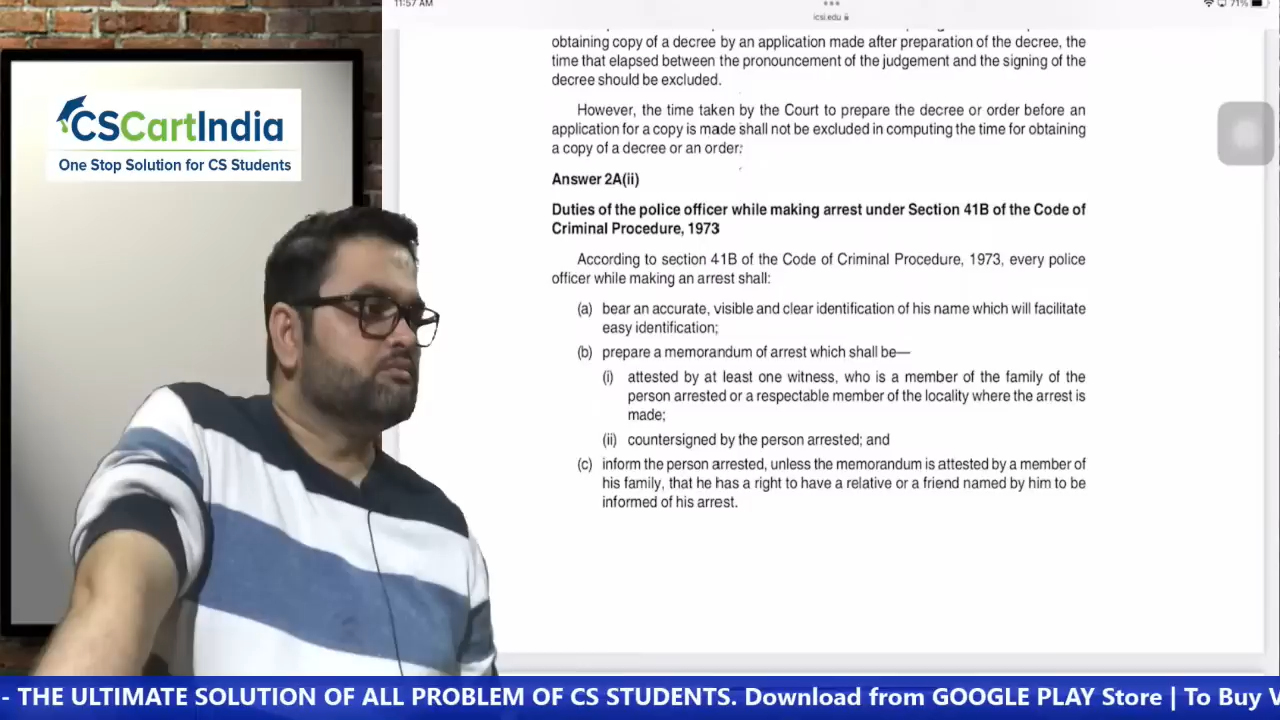 11:57 AM
71%
icsi.edu
CSCartIndia
One Stop Solution for CS Students
obtaining copy of a decree by an application made after preparation of the decree, the
time that elapsed between the pronouncement of the judgement and the signing of the
decree should be excluded.
However, the time taken by the Court to prepare the decree or order before an
application for a copy is made shall not be excluded in computing the time for obtaining
a copy of a decree or an order.
Answer 2A(ii)
Duties of the police officer while making arrest under Section 41B of the Code of
Criminal Procedure, 1973
According to section 41B of the Code of Criminal Procedure, 1973, every police
officer while making an arrest shall:
(a) bear an accurate, visible and clear identification of his name which will facilitate
easy identification;
(b) prepare a memorandum of arrest which shall be—
(i) attested by at least one witness, who is a member of the family of the
person arrested or a respectable member of the locality where the arrest is
made;
(ii) countersigned by the person arrested; and
(c) inform the person arrested, unless the memorandum is attested by a member of
his family, that he has a right to have a relative or a friend named by him to be
informed of his arrest.
- THE ULTIMATE SOLUTION OF ALL PROBLEM OF CS STUDENTS. Download from GOOGLE PLAY Store | To Buy V